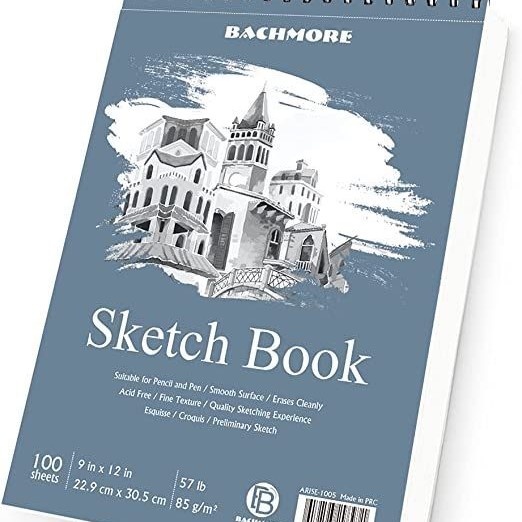 BACHMORE
Sketch Book
Suitable for Pencil and Pen / Smooth Surface / Erases Cleanly
Acid Free / Fine Texture / Quality Sketching Experience
Esquisse / Croquis / Preliminary Sketch
100 sheets
9 in x 12 in
22.9 cm x 30.5 cm
57 lb
85 g/m²
ARISE-1005 Made in PRC